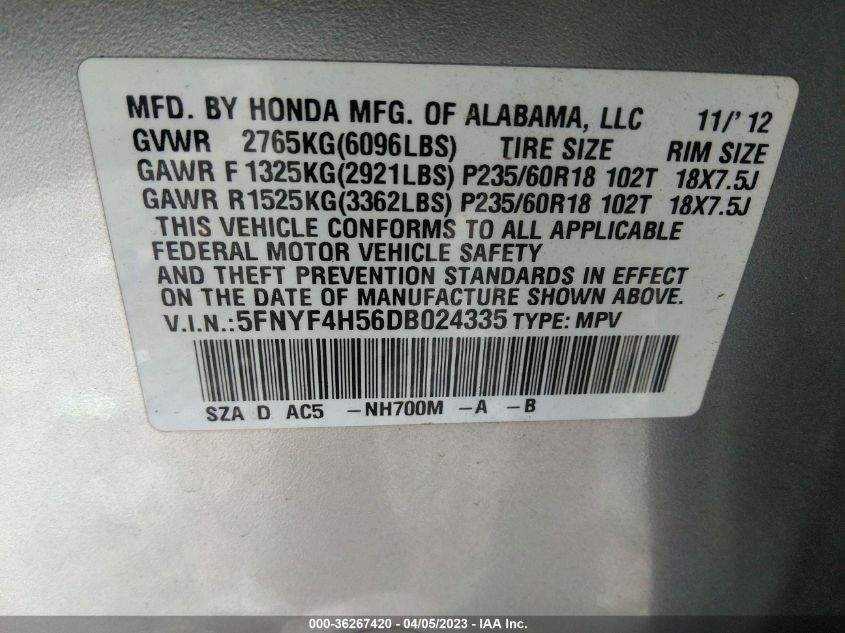 MFD. BY HONDA MFG. OF ALABAMA, LLC 11/'12
GVWR 2765KG(6096LBS) TIRE SIZE RIM SIZE
GAWR F 1325KG(2921LBS) P235/60R18 102T 18X7.5J
GAWR R1525KG(3362LBS) P235/60R18 102T 18X7.5J
THIS VEHICLE CONFORMS TO ALL APPLICABLE
FEDERAL MOTOR VEHICLE SAFETY
AND THEFT PREVENTION STANDARDS IN EFFECT
ON THE DATE OF MANUFACTURE SHOWN ABOVE.
V.I.N.:5FNYF4H56DB024335 TYPE: MPV
SZA D AC5 -NH700M -A -B
000-36267420 - 04/05/2023 - IAA Inc.